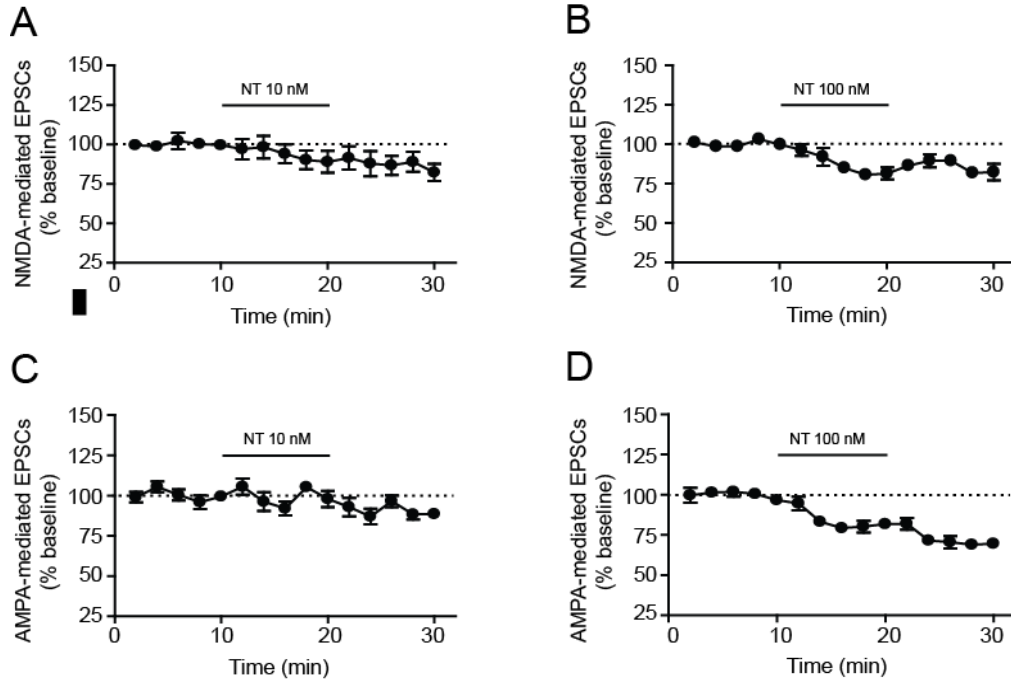 A
NMDA-mediated EPSCs
(% baseline)
150
125
100
75
50
25
NT 10 nM
0
10
20
30
Time (min)
B
NMDA-mediated EPSCs
(% baseline)
150
125
100
75
50
25
NT 100 nM
0
10
20
30
Time (min)
C
AMPA-mediated EPSCs
(% baseline)
150
125
100
75
50
25
NT 10 nM
0
10
20
30
Time (min)
D
AMPA-mediated EPSCs
(% baseline)
150
125
100
75
50
25
NT 100 nM
0
10
20
30
Time (min)